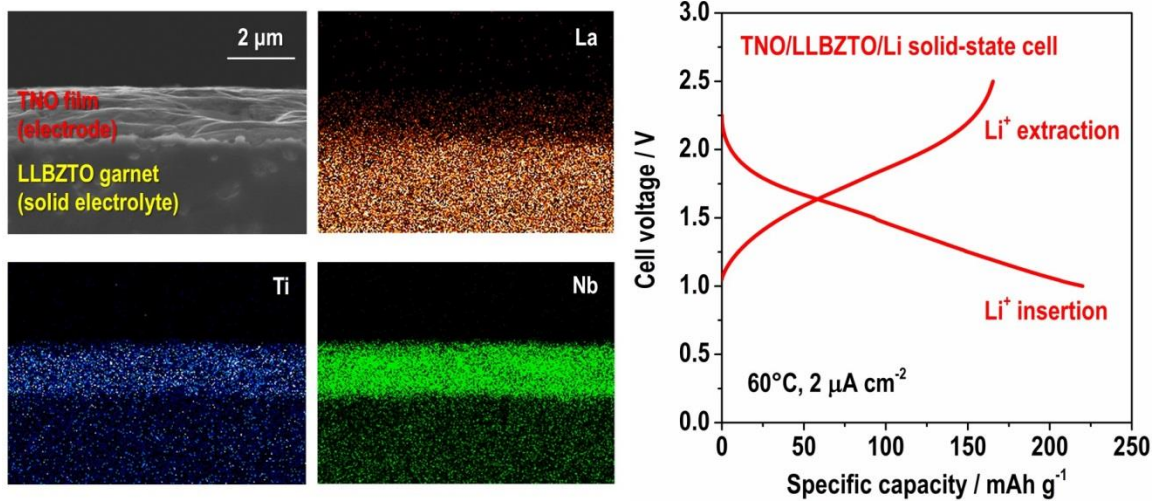 2 μm
TNO film
(electrode)
LLBZTO garnet
(solid electrolyte)
La
Ti
Nb
3.0
2.5
2.0
1.5
1.0
0.5
0.0
Cell voltage / V
TNO/LLBZTO/Li solid-state cell
Li⁺ extraction
Li⁺ insertion
60°C, 2 μA cm⁻²
0
50
100
150
200
250
Specific capacity / mAh g⁻¹